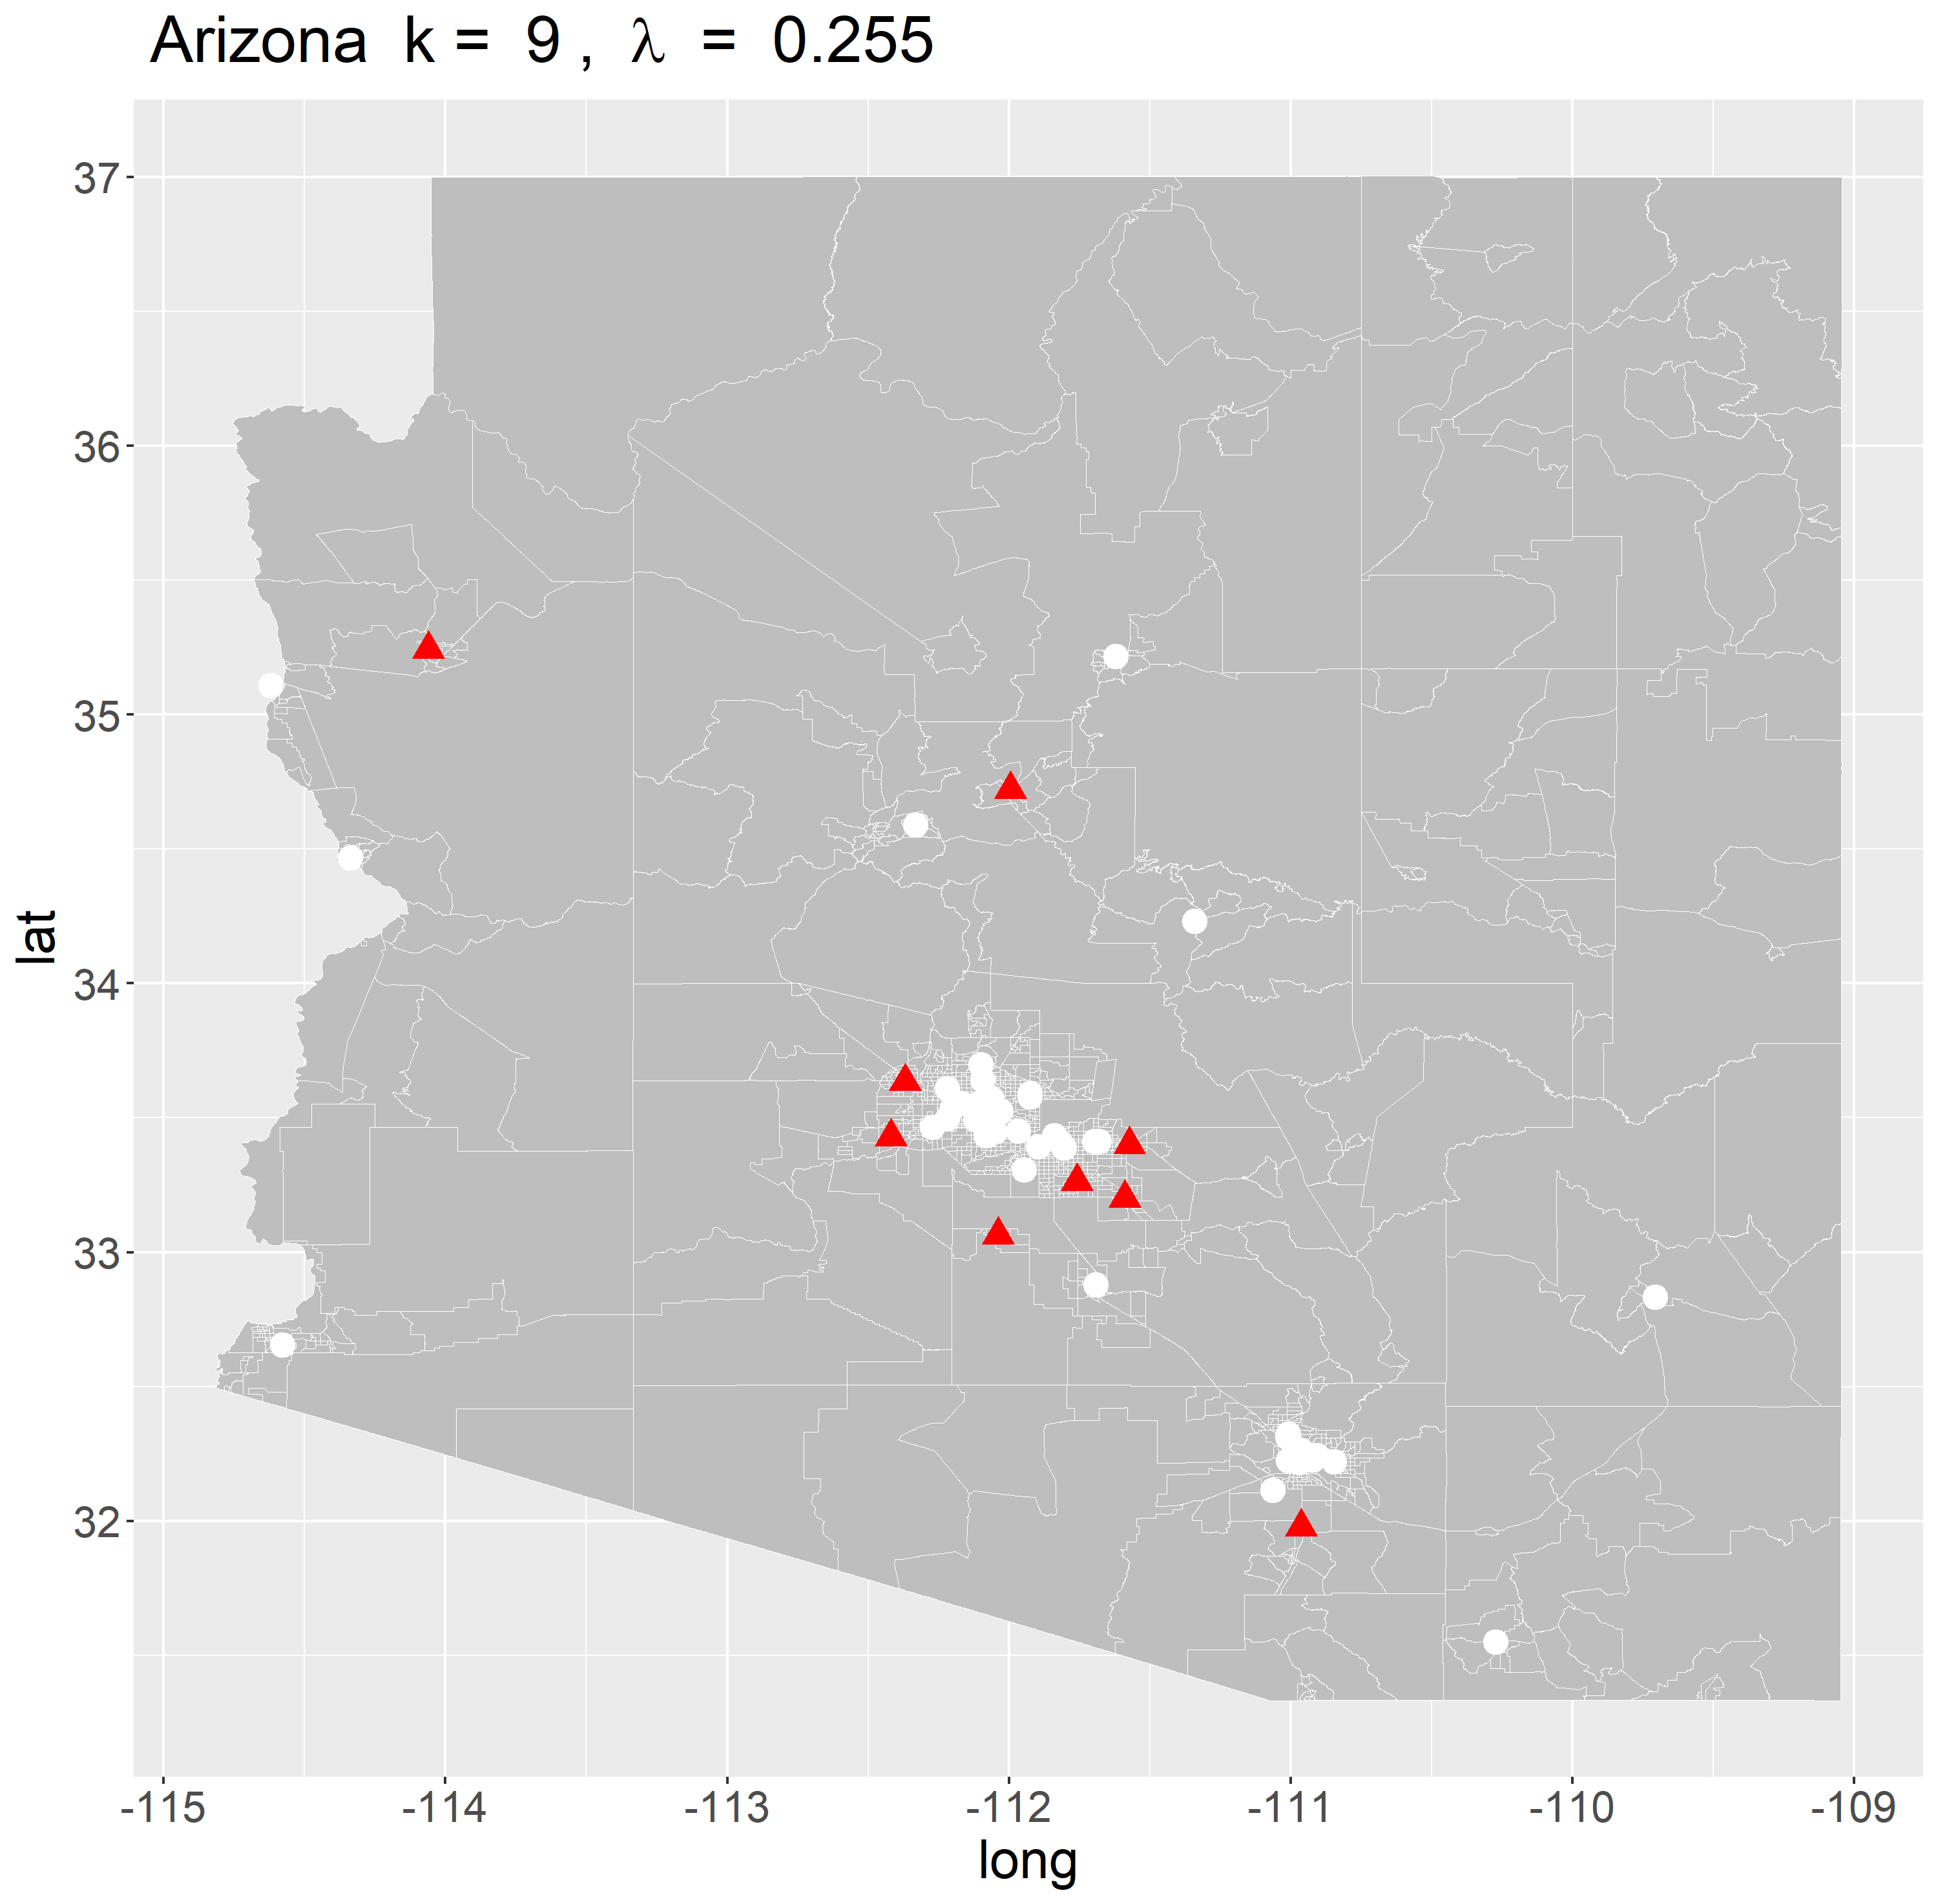 Arizona k = 9 , λ = 0.255
37
36
35
34
33
32
lat
-115 -114 -113 -112 -111 -110 -109
long